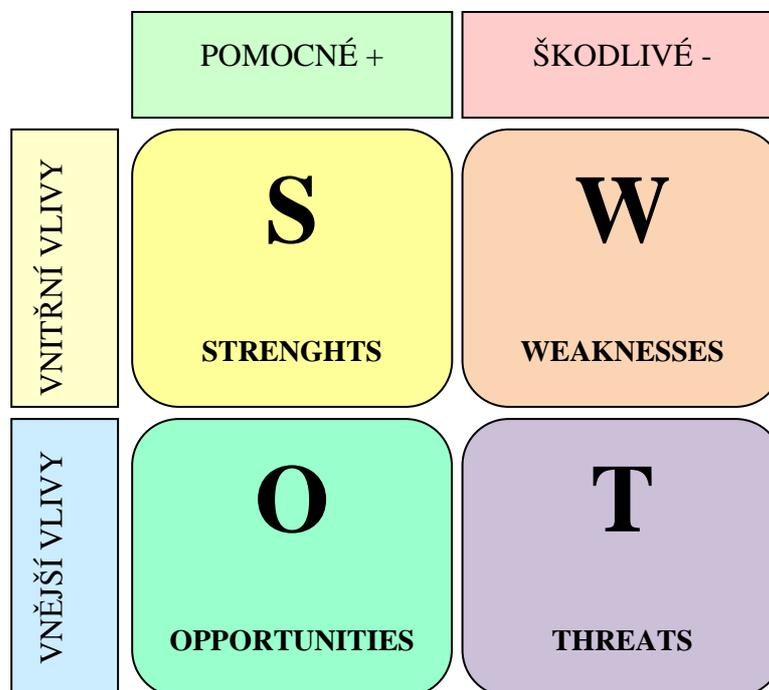 POMOCNÉ +
ŠKODLIVÉ -
VNITŘNÍ VLIVY
S
STRENGHTS
W
WEAKNESSES
VNĚJŠÍ VLIVY
O
OPPORTUNITIES
T
THREATS